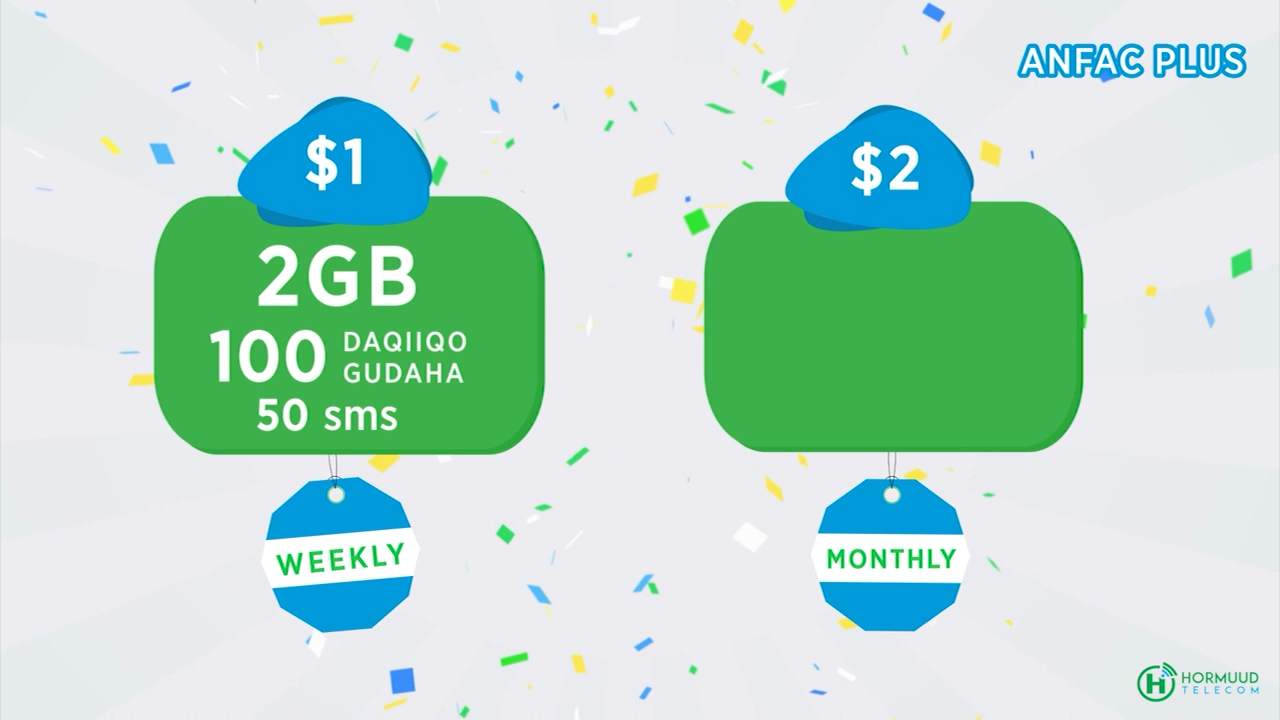 ANFAC PLUS
$1
2GB
100 DAQIIQO
GUDAHA
50 sms
WEEKLY
$2
MONTHLY
HORMUUD
TELECOM